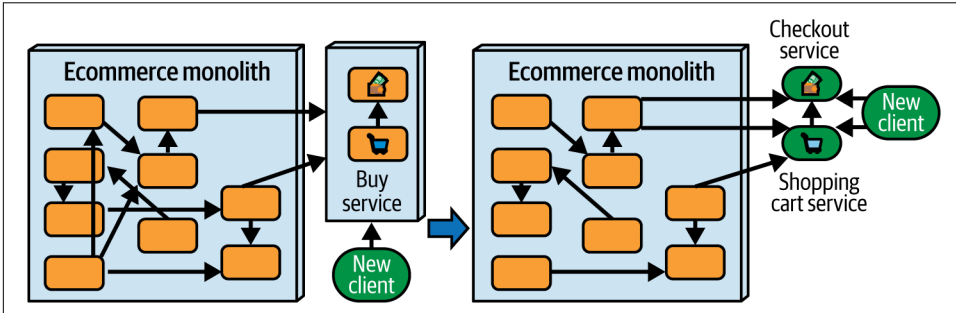 Ecommerce monolith
Buy
service
New
client
Ecommerce monolith
Checkout
service
New
client
Shopping
cart service